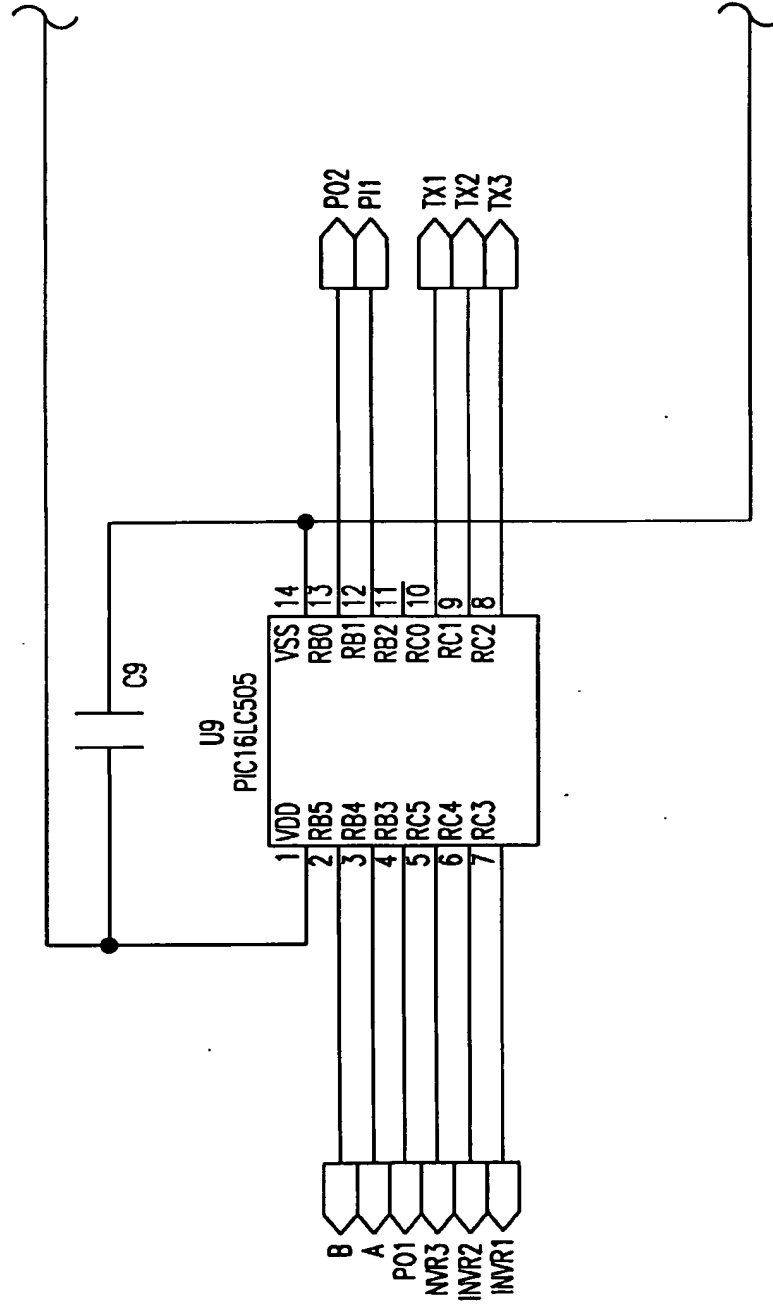 C9
U9
PIC16LC505
1 VDD
2 RB5
3 RB4
4 RB3
5 RC5
6 RC4
7 RC3
VSS 14
RB0 13
RB1 12
RB2 11
RC0 10
RC1 9
RC2 8
B
A
PO1
NVR3
INVR2
INVR1
PO2
PI1
TX1
TX2
TX3